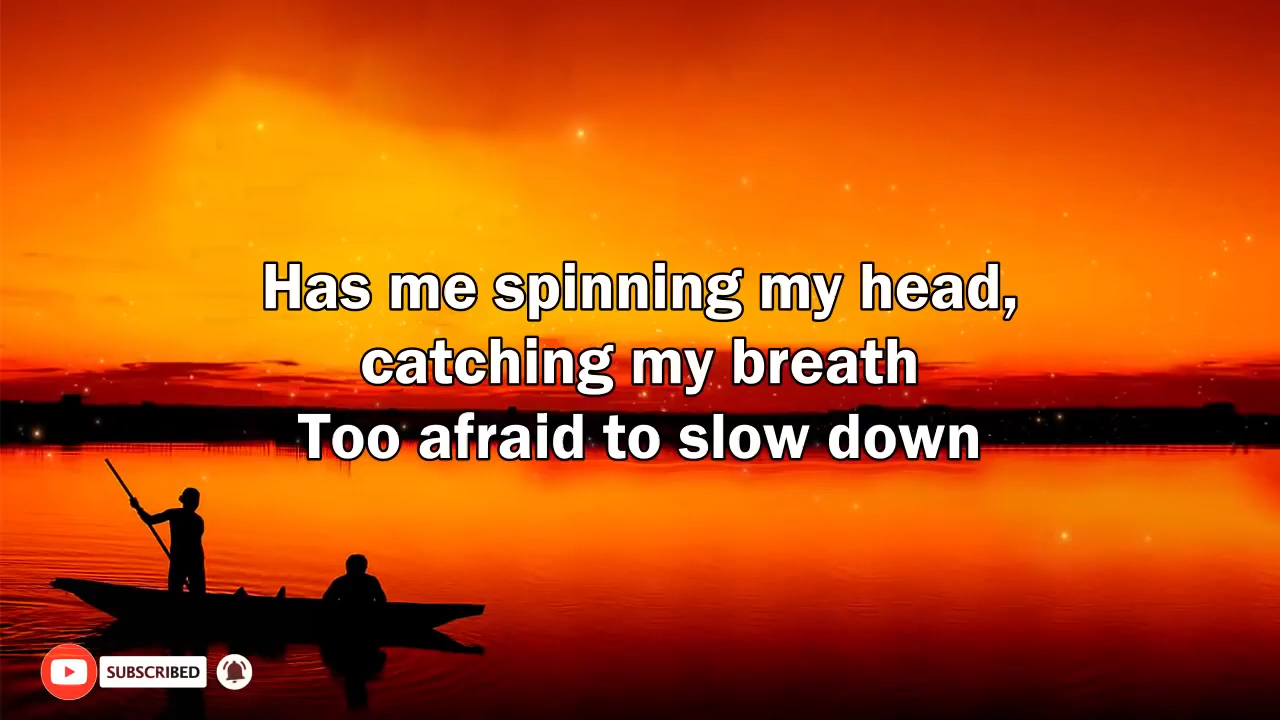 Has me spinning my head,
catching my breath
Too afraid to slow down
SUBSCRIBED